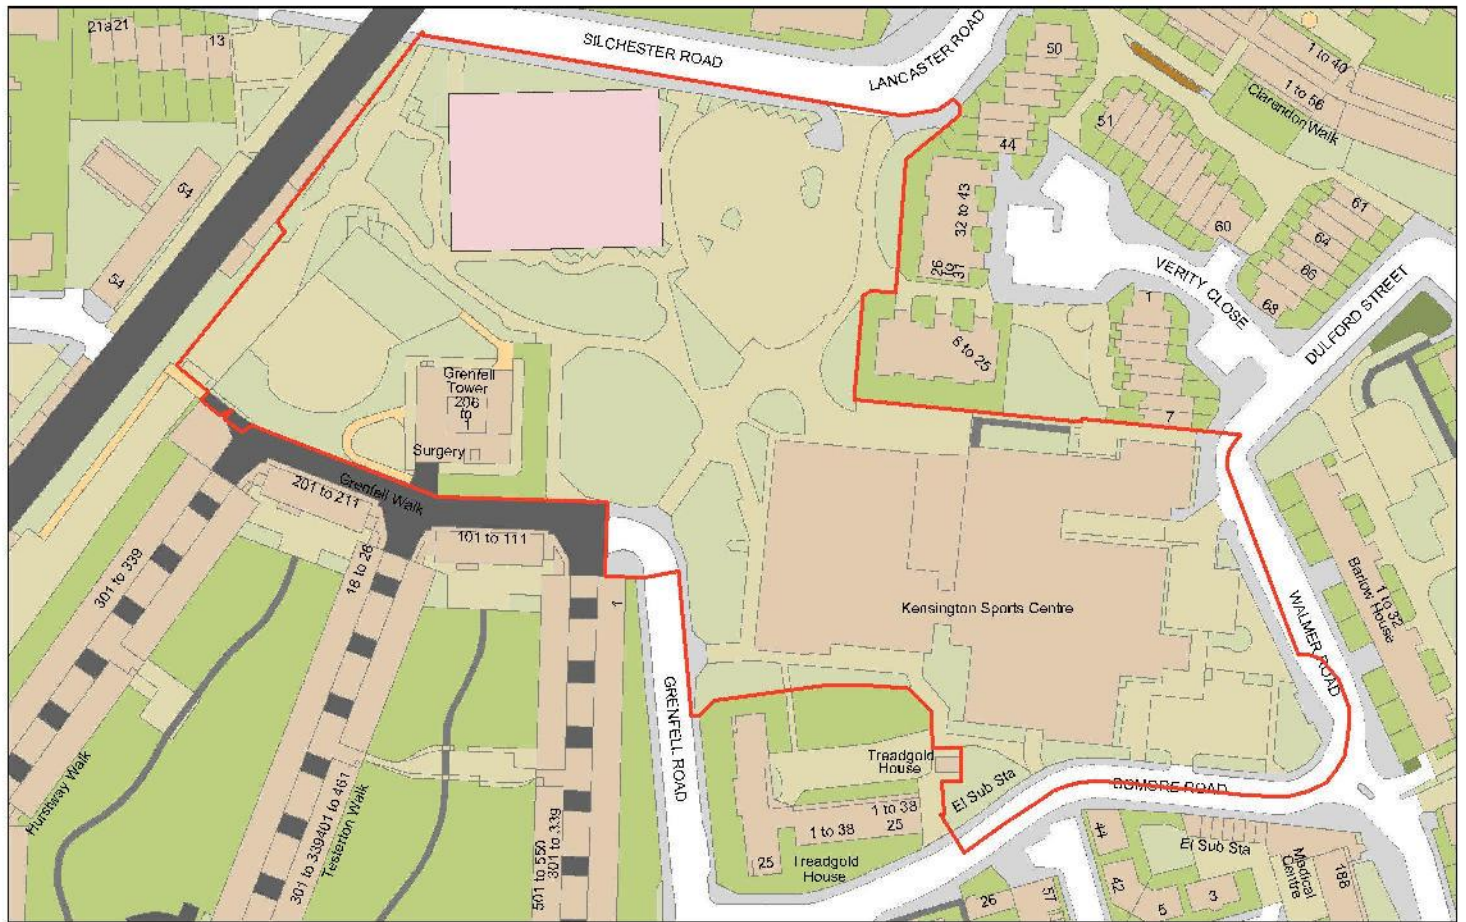 21a21
13
SILCHESTER ROAD
LANCASTER ROAD
50
1 to 40
1 to 56
Clarendon Walk
51
44
54
61
32 to 43
64
60
66
26
to
31
68
VERITY CLOSE
DULFORD STREET
54
1
8 to 25
Grenfell
Tower
206
to
1
7
Surgery
201 to 211
Grenfell Walk
101 to 111
301 to 339
18 to 26
1
Kensington Sports Centre
1 to 32
Barlow House
WALMER ROAD
GRENFELL ROAD
Treadgold
House
El Sub Sta
BOMORE ROAD
Hurstway Walk
301 to 339401 to 461
Testerton Walk
501 to 550
301 to 339
1 to 38
25
1 to 38
25
Treadgold
House
44
El Sub Sta
Medical
Centre
188
42
3
5
26
57